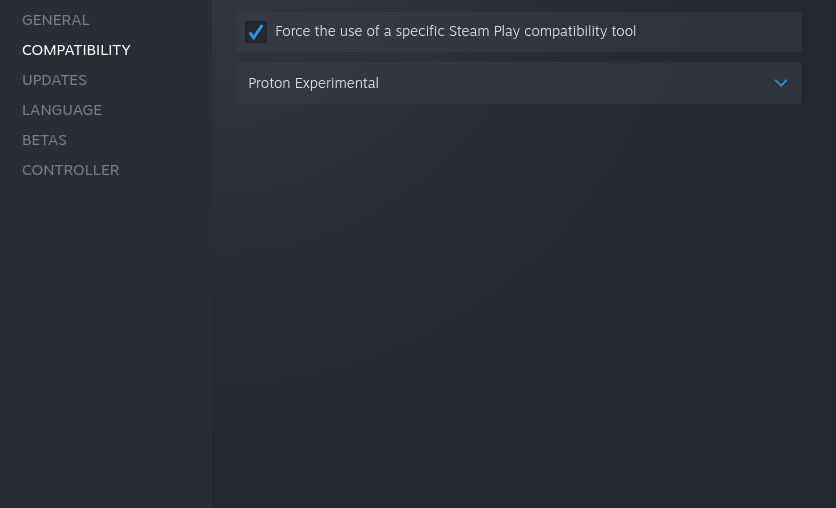 GENERAL
COMPATIBILITY
UPDATES
LANGUAGE
BETAS
CONTROLLER
Force the use of a specific Steam Play compatibility tool
Proton Experimental